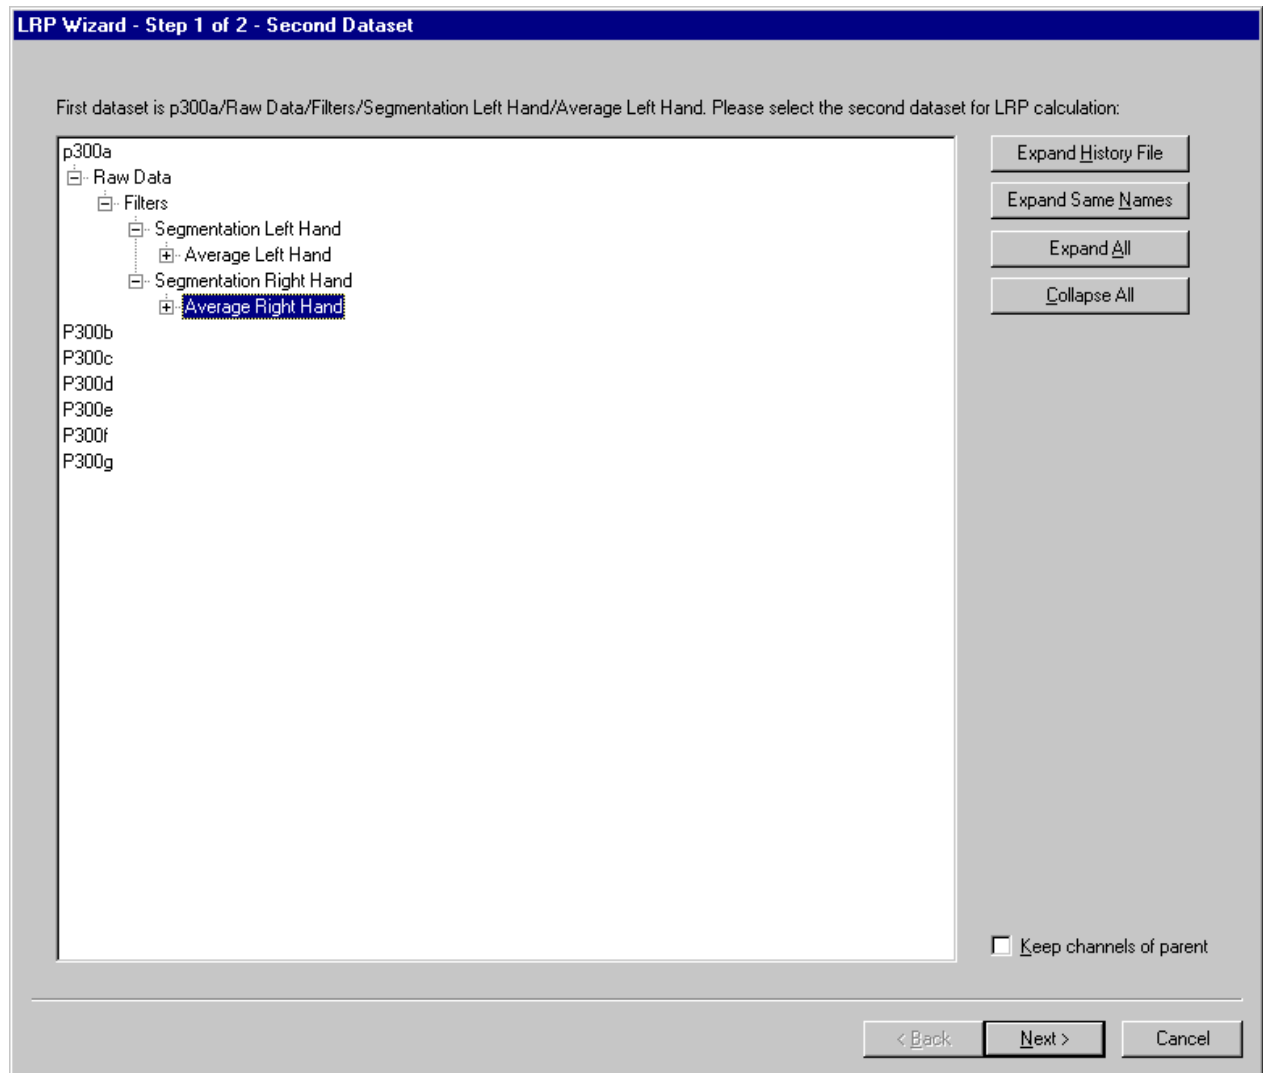 LRP Wizard - Step 1 of 2 - Second Dataset
First dataset is p300a/Raw Data/Filters/Segmentation Left Hand/Average Left Hand. Please select the second dataset for LRP calculation:
p300a
Raw Data
Filters
Segmentation Left Hand
Average Left Hand
Segmentation Right Hand
Average Right Hand
P300b
P300c
P300d
P300e
P300f
P300g
Expand History File
Expand Same Names
Expand All
Collapse All
Keep channels of parent
< Back Next > Cancel